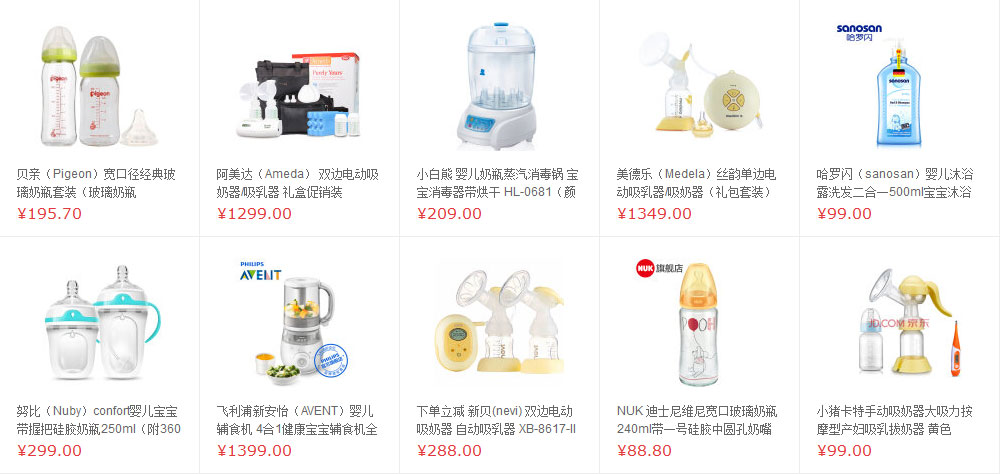 sanosan
哈罗闪
Pigeon
Pigeon
Purely Yours
sanosan
贝亲（Pigeon）宽口径经典玻
璃奶瓶套装（玻璃奶瓶
¥195.70
阿美达（Ameda） 双边电动吸
奶器/吸乳器 礼盒促销装
¥1299.00
小白熊 婴儿奶瓶蒸汽消毒锅 宝
宝消毒器带烘干 HL-0681（颜
¥209.00
美德乐（Medela）丝韵单边电
动吸乳器/吸奶器（礼包套装）
¥1349.00
哈罗闪（sanosan）婴儿沐浴
露洗发二合一500ml宝宝沐浴
¥99.00
PHILIPS
AVENT
NUK 旗舰店
POOH
PHILIPS
JD.COM 京东
努比（Nuby）confort婴儿宝宝
带握把硅胶奶瓶250ml（附360
¥299.00
飞利浦新安怡（AVENT）婴儿
辅食机 4合1健康宝宝辅食机全
¥1399.00
下单立减 新贝(nevi) 双边电动
吸奶器 自动吸乳器 XB-8617-II
¥288.00
NUK 迪士尼维尼宽口玻璃奶瓶
240ml带一号硅胶中圆孔奶嘴
¥88.80
小猪卡特手动吸奶器大吸力按
摩型产妇吸乳拔奶器 黄色
¥99.00